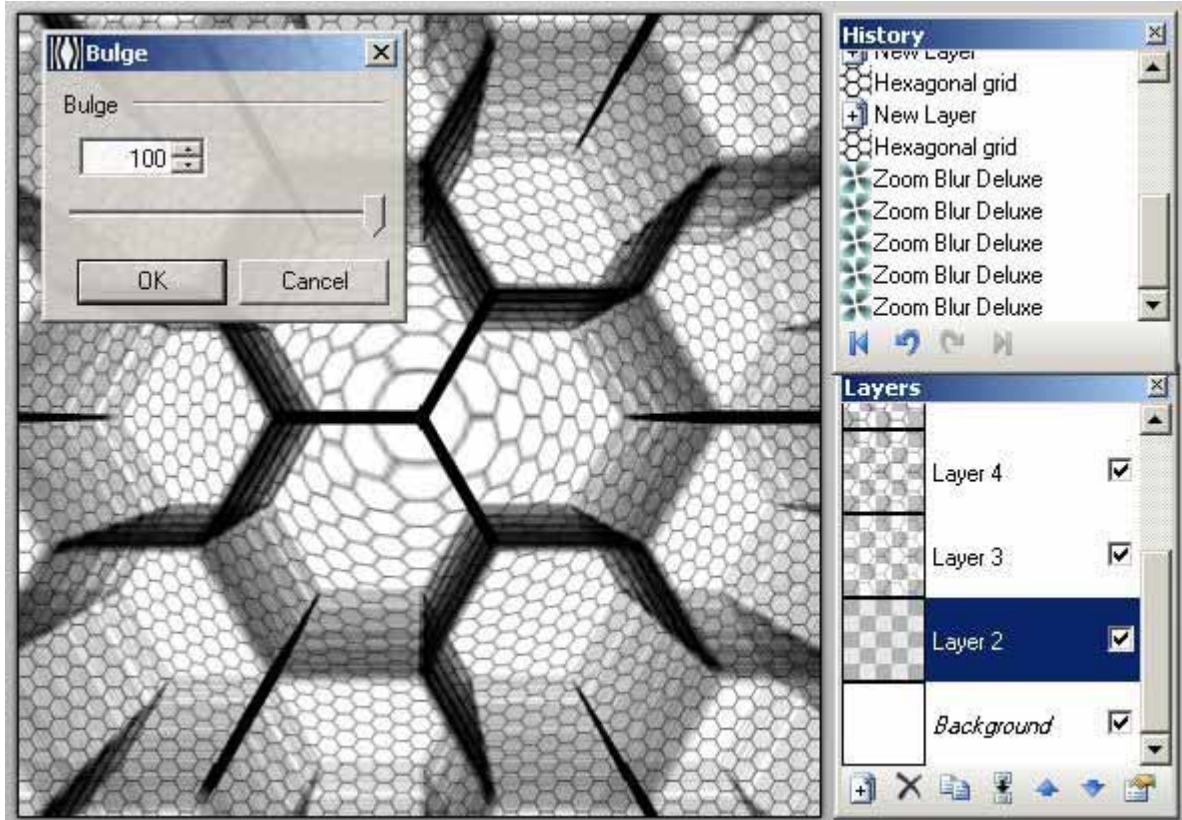 Bulge
Bulge
100
OK
Cancel
History
New Layer
Hexagonal grid
New Layer
Hexagonal grid
Zoom Blur Deluxe
Zoom Blur Deluxe
Zoom Blur Deluxe
Zoom Blur Deluxe
Zoom Blur Deluxe
Layers
Layer 4
Layer 3
Layer 2
Background